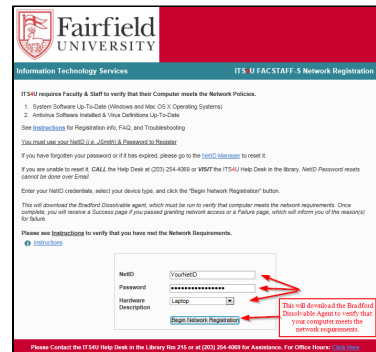 Fairfield
UNIVERSITY
Information Technology Services
ITS4U FACSTAFF-S Network Registration
ITS4U requires Faculty & Staff to verify that their Computer meets the Network Policies.
1. System Software Up-To-Date (Windows and Mac OS X Operating Systems)
2. Antivirus Software Installed & Virus Definitions Up-To-Date
See Instructions for Registration info, FAQ, and Troubleshooting
You must use your NetID (i.e. JSmith) & Password to Register
If you have forgotten your password or if it has expired, please go to the NetID Manager to reset it.
If you are unable to reset it, CALL the Help Desk at (203) 254-4069 or VISIT the ITS4U Help Desk in the library. NetID Password resets
cannot be done over Email.
Enter your NetID credentials, select your device type, and click the "Begin Network Registration" button.
This will download the Bradford Dissolvable agent, which must be run to verify that computer meets the network requirements. Once
complete, you will receive a Success page if you passed granting network access or a Failure page, which will inform you of the reason(s)
for failure.
Please see Instructions to verify that you have met the Network Requirements.
Instructions
NetID YourNetID
Password ••••••••••••••••
Hardware Description Laptop
Begin Network Registration
This will download the Bradford
Dissolvable Agent to verify that
your computer meets the
network requirements.
Please Contact the ITS4U Help Desk in the Library Rm 215 or at (203) 254-4069 for Assistance. For Office Hours: Click Here